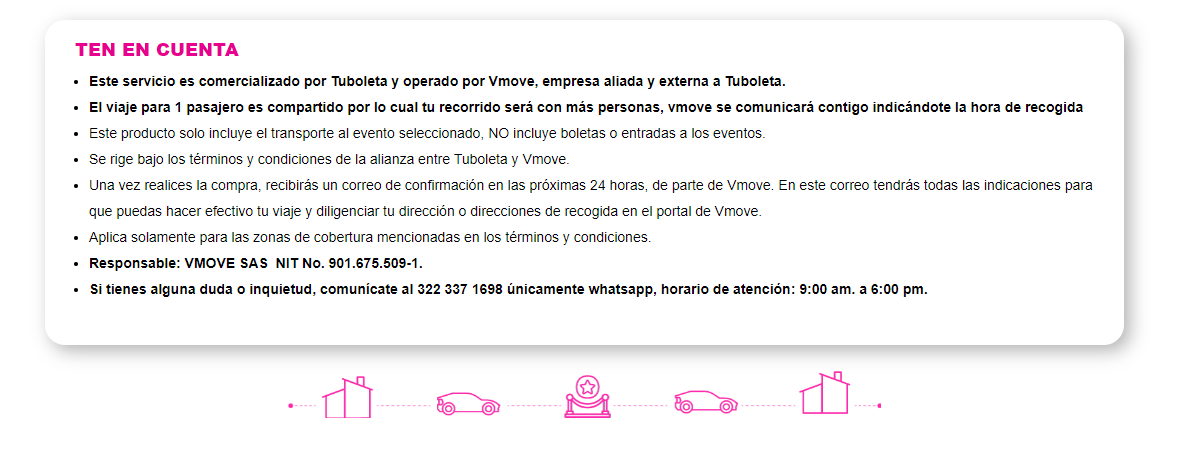 TEN EN CUENTA
• Este servicio es comercializado por Tuboleta y operado por Vmove, empresa aliada y externa a Tuboleta.
• El viaje para 1 pasajero es compartido por lo cual tu recorrido será con más personas, vmove se comunicará contigo indicándote la hora de recogida
• Este producto solo incluye el transporte al evento seleccionado, NO incluye boletas o entradas a los eventos.
• Se rige bajo los términos y condiciones de la alianza entre Tuboleta y Vmove.
• Una vez realices la compra, recibirás un correo de confirmación en las próximas 24 horas, de parte de Vmove. En este correo tendrás todas las indicaciones para
que puedas hacer efectivo tu viaje y diligenciar tu dirección o direcciones de recogida en el portal de Vmove.
• Aplica solamente para las zonas de cobertura mencionadas en los términos y condiciones.
• Responsable: VMOVE SAS  NIT No. 901.675.509-1.
• Si tienes alguna duda o inquietud, comunícate al 322 337 1698 únicamente whatsapp, horario de atención: 9:00 am. a 6:00 pm.